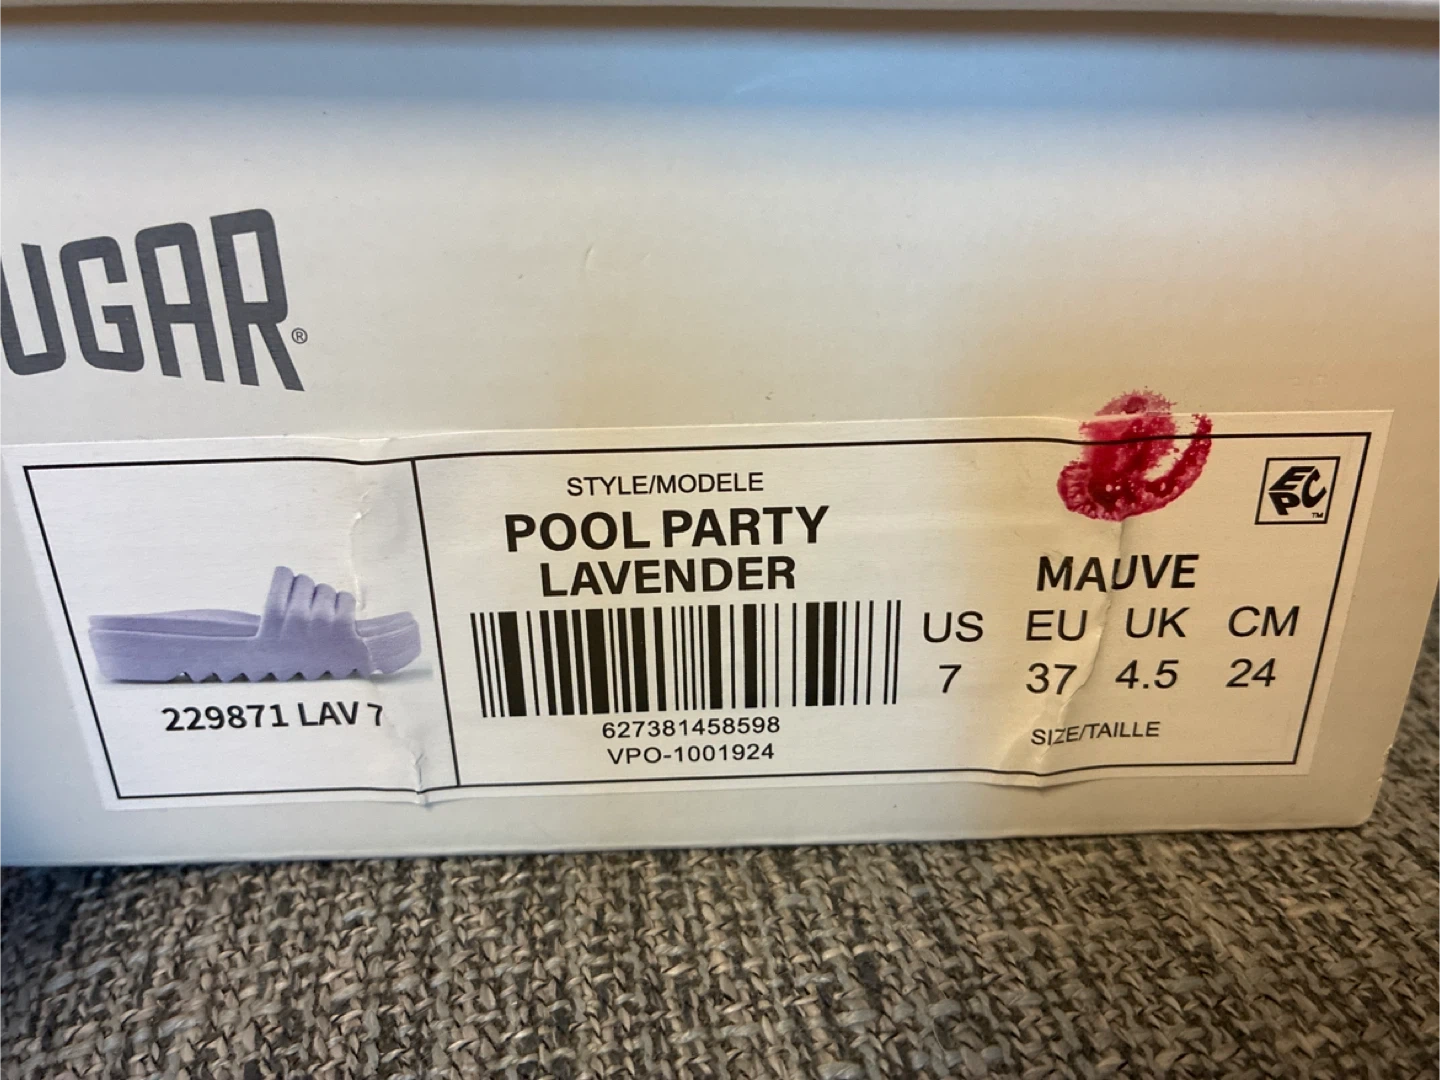 UGAR®
STYLE/MODELE
POOL PARTY
LAVENDER
MAUVE
EPC™
US EU UK CM
7 37 4.5 24
229871 LAV 7
627381458598
VPO-1001924
SIZE/TAILLE